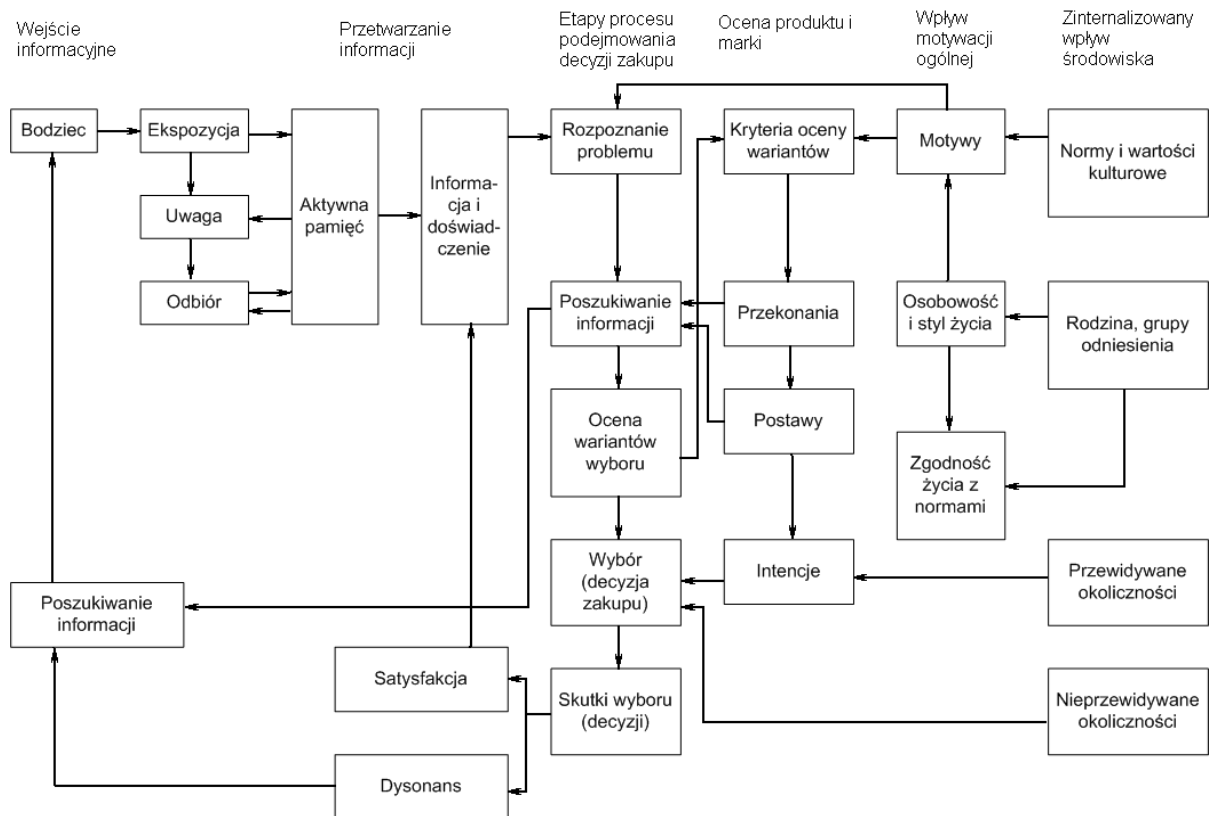 Wejście
informacyjne
Przetwarzanie
informacji
Etapy procesu
podejmowania
decyzji zakupu
Ocena produktu i
marki
Wpływ
motywacji
ogólnej
Zinternalizowany
wpływ
środowiska
Bodziec
Ekspozycja
Uwaga
Odbiór
Aktywna
pamięć
Informa-
cja i
doświad-
czenie
Rozpoznanie
problemu
Kryteria oceny
wariantów
Motywy
Normy i wartości
kulturowe
Poszukiwanie
informacji
Przekonania
Osobowość
i styl życia
Rodzina, grupy
odniesienia
Ocena
wariantów
wyboru
Postawy
Zgodność
życia z
normami
Wybór
(decyzja
zakupu)
Intencje
Przewidywane
okoliczności
Poszukiwanie
informacji
Satysfakcja
Skutki wyboru
(decyzji)
Nieprzewidywane
okoliczności
Dysonans